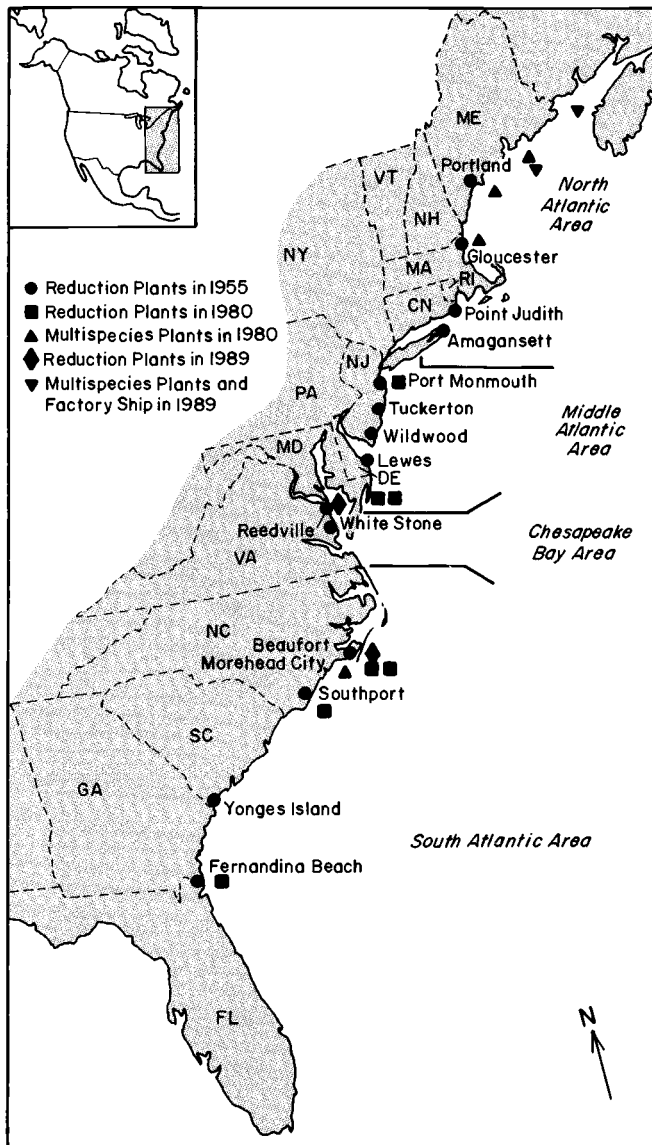 ME
Portland
VT
North
Atlantic
Area
NH
NY
Gloucester
MA
RI
CN
Point Judith
Amagansett
Reduction Plants in 1955
Reduction Plants in 1980
Multispecies Plants in 1980
Reduction Plants in 1989
Multispecies Plants and
Factory Ship in 1989
NJ
Port Monmouth
PA
Tuckerton
Middle
Atlantic
Area
Wildwood
MD
Lewes
DE
White Stone
Reedville
Chesapeake
Bay Area
VA
NC
Beaufort
Morehead City
Southport
SC
GA
Yonges Island
South Atlantic Area
Fernandina Beach
FL
N